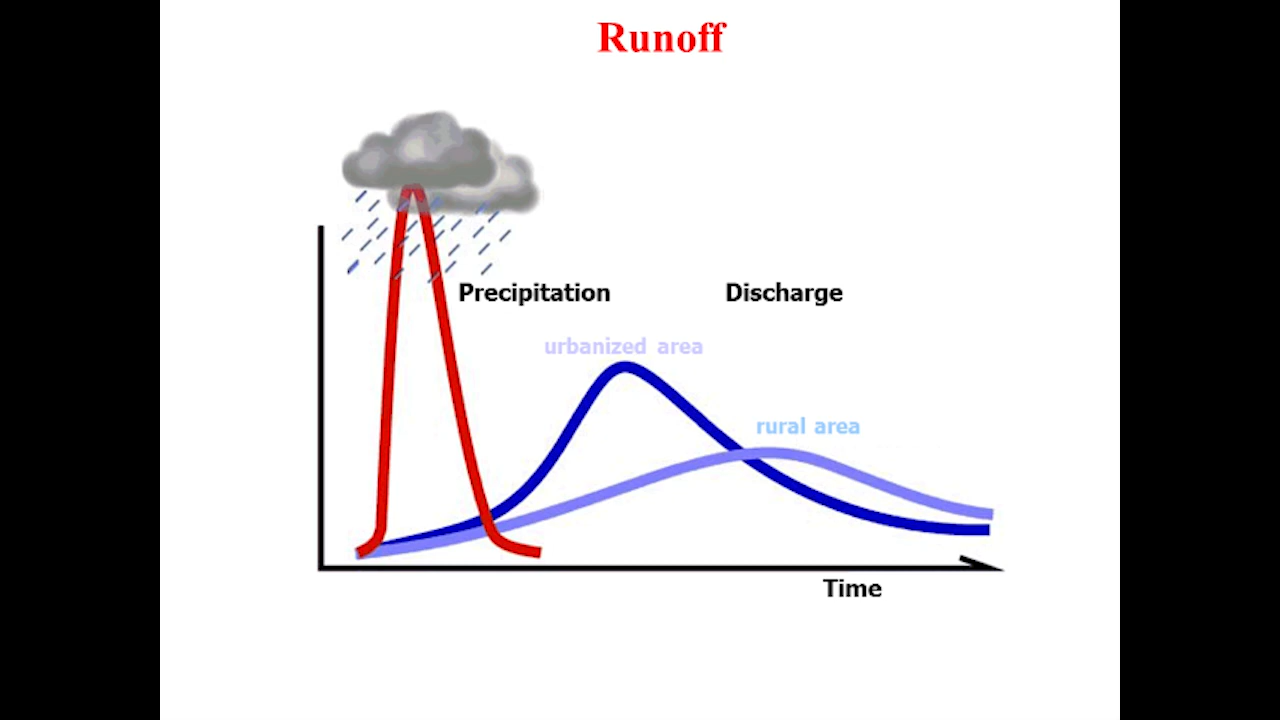 Runoff
Precipitation
Discharge
urbanized area
rural area
Time